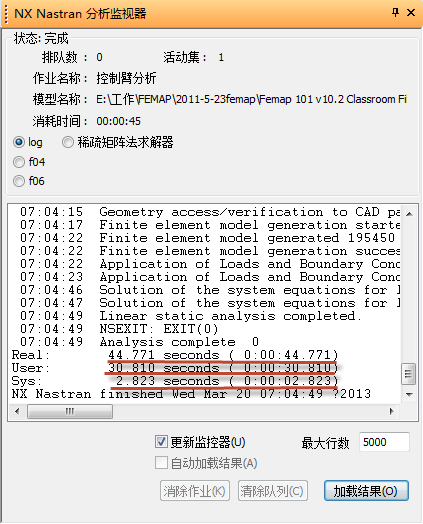 NX Nastran 分析监视器
状态: 完成
排队数： 0 活动集： 1
作业名称： 控制臂分析
模型名称： E:\工作\FEMAP\2011-5-23femap\Femap 101 v10.2 Classroom Fi
消耗时间： 00:00:45
log 稀疏矩阵法求解器
f04
f06
07:04:15 Geometry access/verification to CAD pa
07:04:17 Finite element model generation starte
07:04:22 Finite element model generated 195450
07:04:22 Finite element model generation succes
07:04:22 Application of Loads and Boundary Conc
07:04:23 Application of Loads and Boundary Conc
07:04:46 Solution of the system equations for l
07:04:47 Solution of the system equations for l
07:04:49 Linear static analysis completed.
07:04:49 NSEXIT: EXIT(0)
07:04:49 Analysis complete 0
Real: 44.771 seconds ( 0:00:44.771)
User: 30.810 seconds ( 0:00:30.810)
Sys: 2.823 seconds ( 0:00:02.823)
NX Nastran finished Wed Mar 20 07:04:49 ?2013
更新监控器(U) 最大行数 5000
自动加载结果(A)
消除作业(K) 清除队列(C) 加载结果(O)